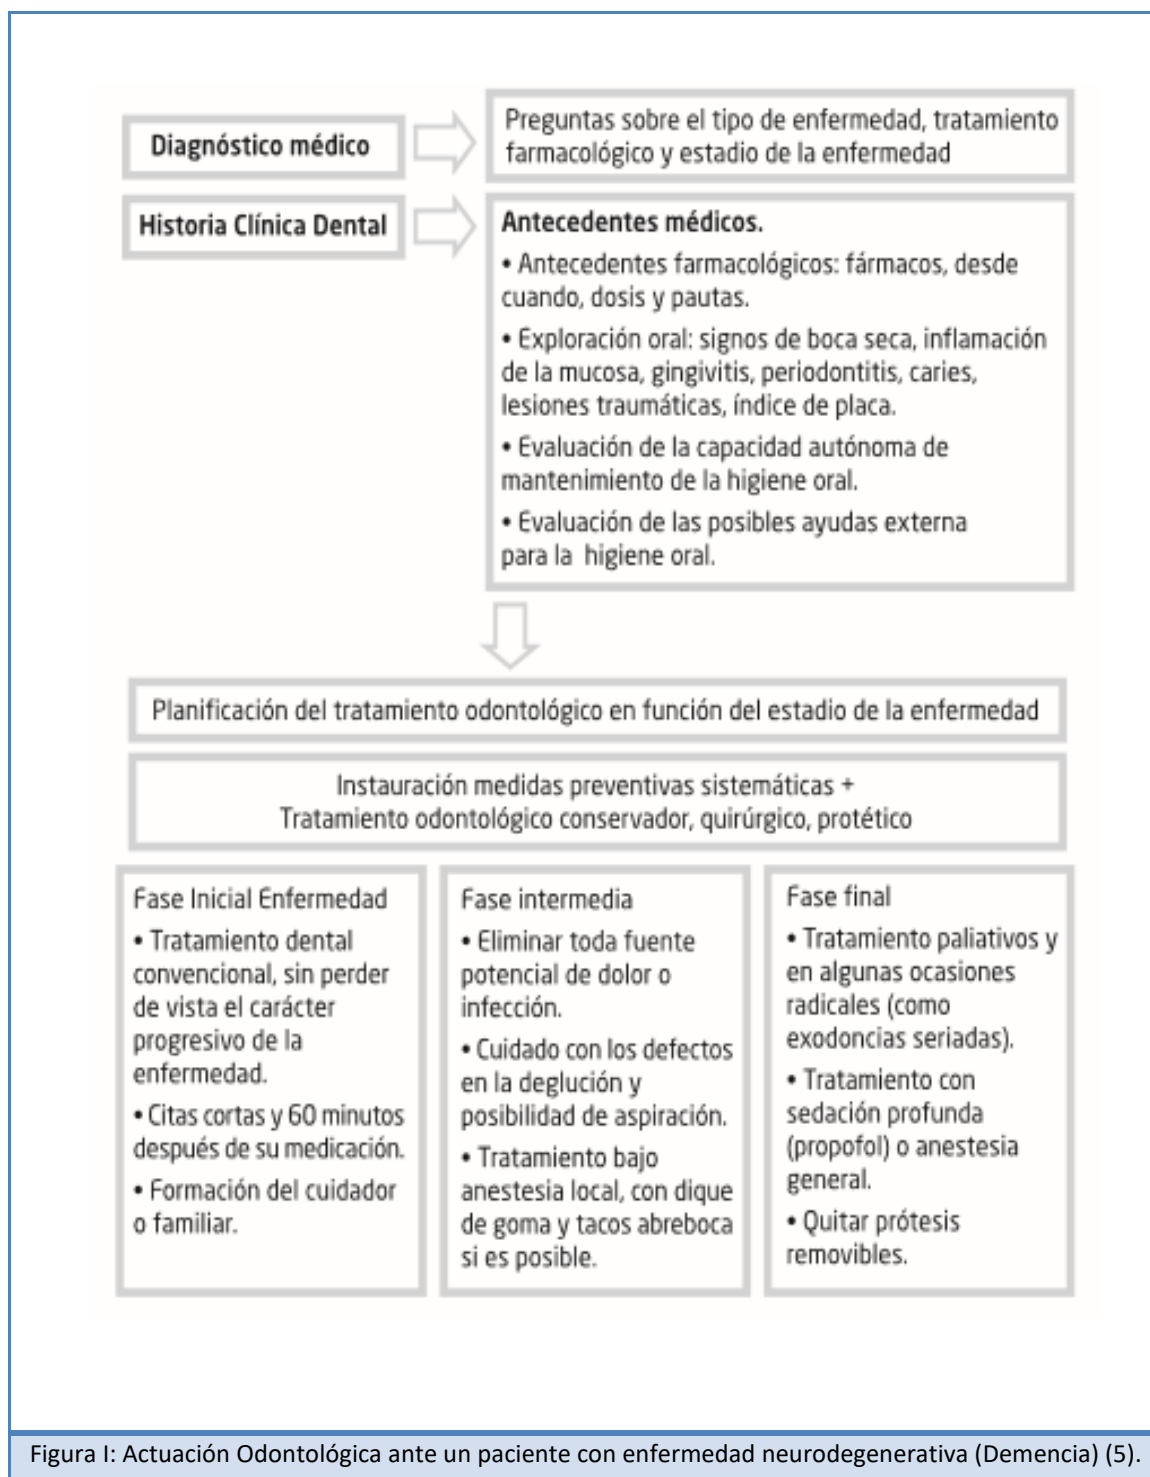 Diagnóstico médico
Preguntas sobre el tipo de enfermedad, tratamiento
farmacológico y estadio de la enfermedad
Historia Clínica Dental
Antecedentes médicos.
• Antecedentes farmacológicos: fármacos, desde
cuando, dosis y pautas.
• Exploración oral: signos de boca seca, inflamación
de la mucosa, gingivitis, periodontitis, caries,
lesiones traumáticas, índice de placa.
• Evaluación de la capacidad autónoma de
mantenimiento de la higiene oral.
• Evaluación de las posibles ayudas externa
para la higiene oral.
Planificación del tratamiento odontológico en función del estadio de la enfermedad
Instauración medidas preventivas sistemáticas +
Tratamiento odontológico conservador, quirúrgico, protético
Fase Inicial Enfermedad
• Tratamiento dental
convencional, sin perder
de vista el carácter
progresivo de la
enfermedad.
• Citas cortas y 60 minutos
después de su medicación.
• Formación del cuidador
o familiar.
Fase intermedia
• Eliminar toda fuente
potencial de dolor o
infección.
• Cuidado con los defectos
en la deglución y
posibilidad de aspiración.
• Tratamiento bajo
anestesia local, con dique
de goma y tacos abreboca
si es posible.
Fase final
• Tratamiento paliativos y
en algunas ocasiones
radicales (como
exodoncias seriadas).
• Tratamiento con
sedación profunda
(propofol) o anestesia
general.
• Quitar prótesis
removibles.
Figura I: Actuación Odontológica ante un paciente con enfermedad neurodegenerativa (Demencia) (5).